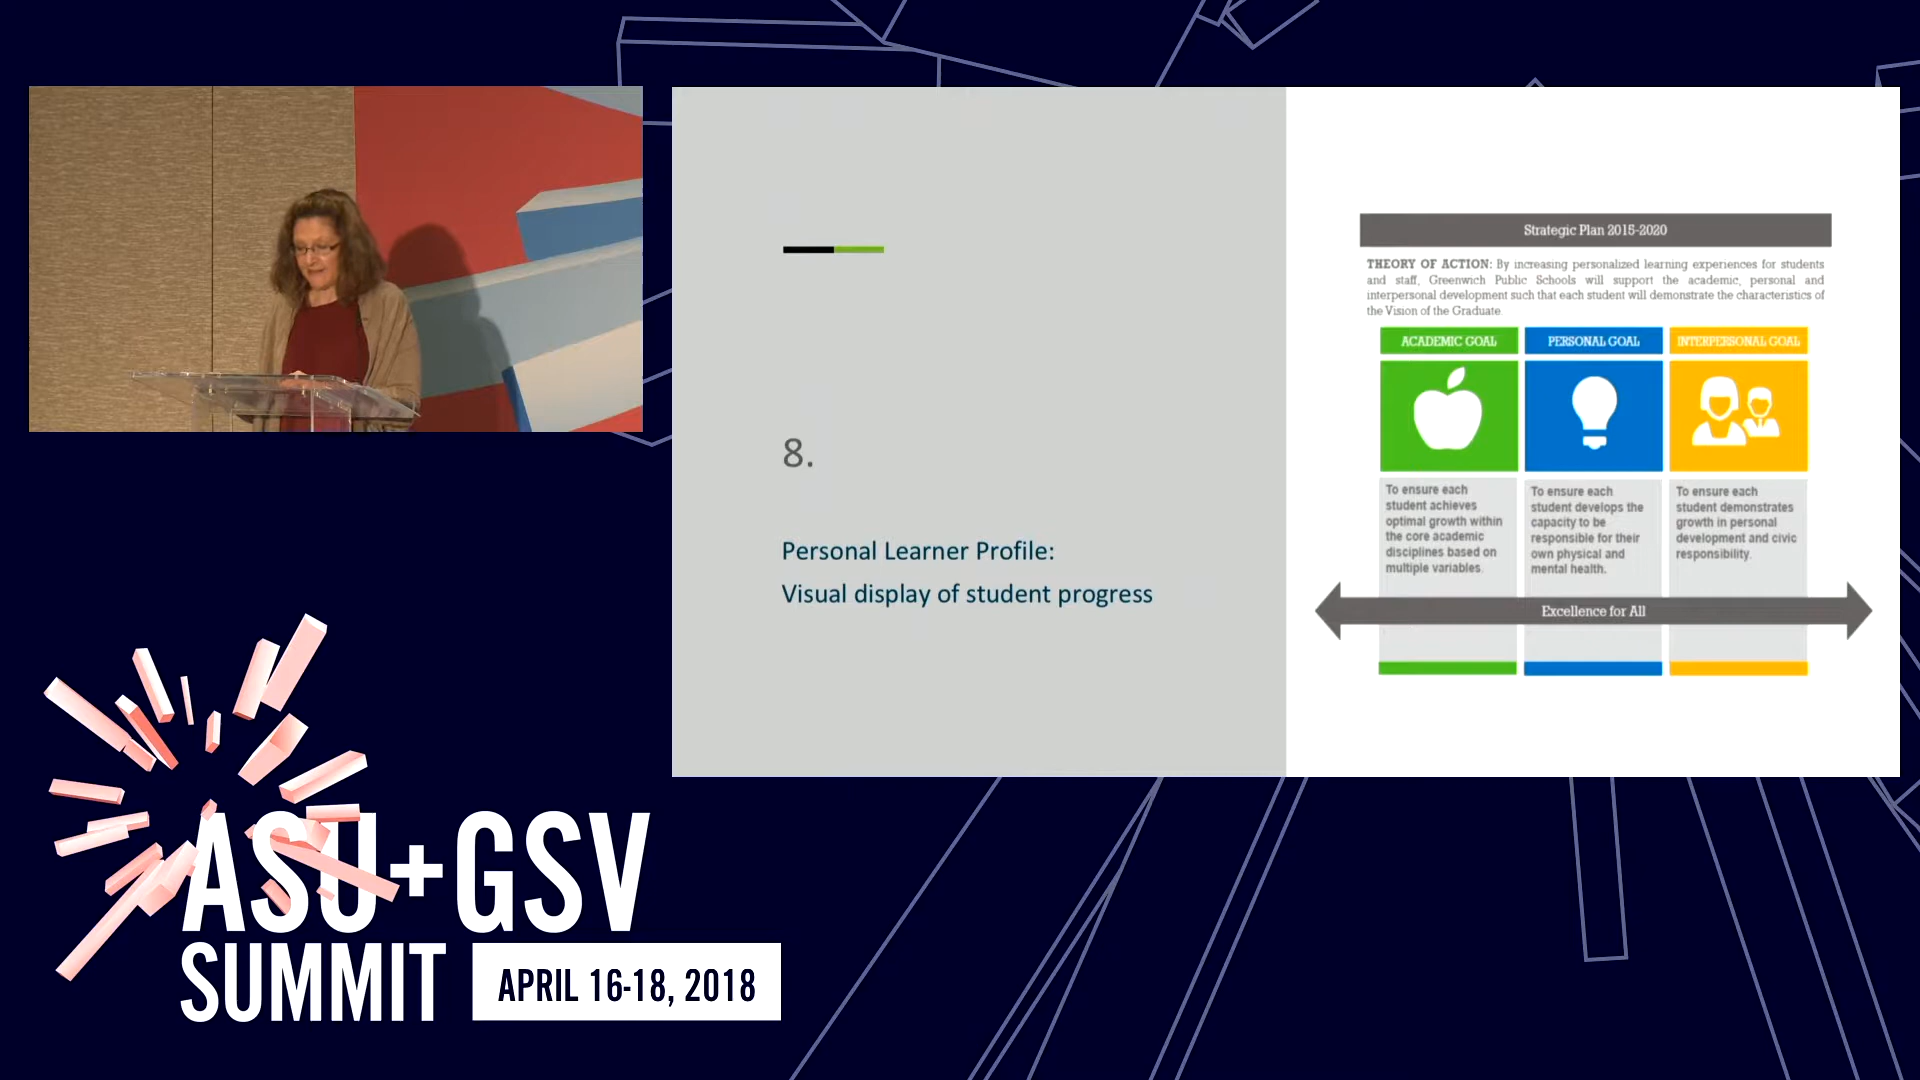 8.
Personal Learner Profile:
Visual display of student progress
Strategic Plan 2015-2020
THEORY OF ACTION: By increasing personalized learning experiences for students
and staff, Greenwich Public Schools will support the academic, personal and
interpersonal development such that each student will demonstrate the characteristics of
the Vision of the Graduate.
ACADEMIC GOAL
PERSONAL GOAL
INTERPERSONAL GOAL
To ensure each
student achieves
optimal growth within
the core academic
disciplines based on
multiple variables.
To ensure each
student develops the
capacity to be
responsible for their
own physical and
mental health.
To ensure each
student demonstrates
growth in personal
development and civic
responsibility.
Excellence for All
ASU+GSV
SUMMIT
APRIL 16-18, 2018